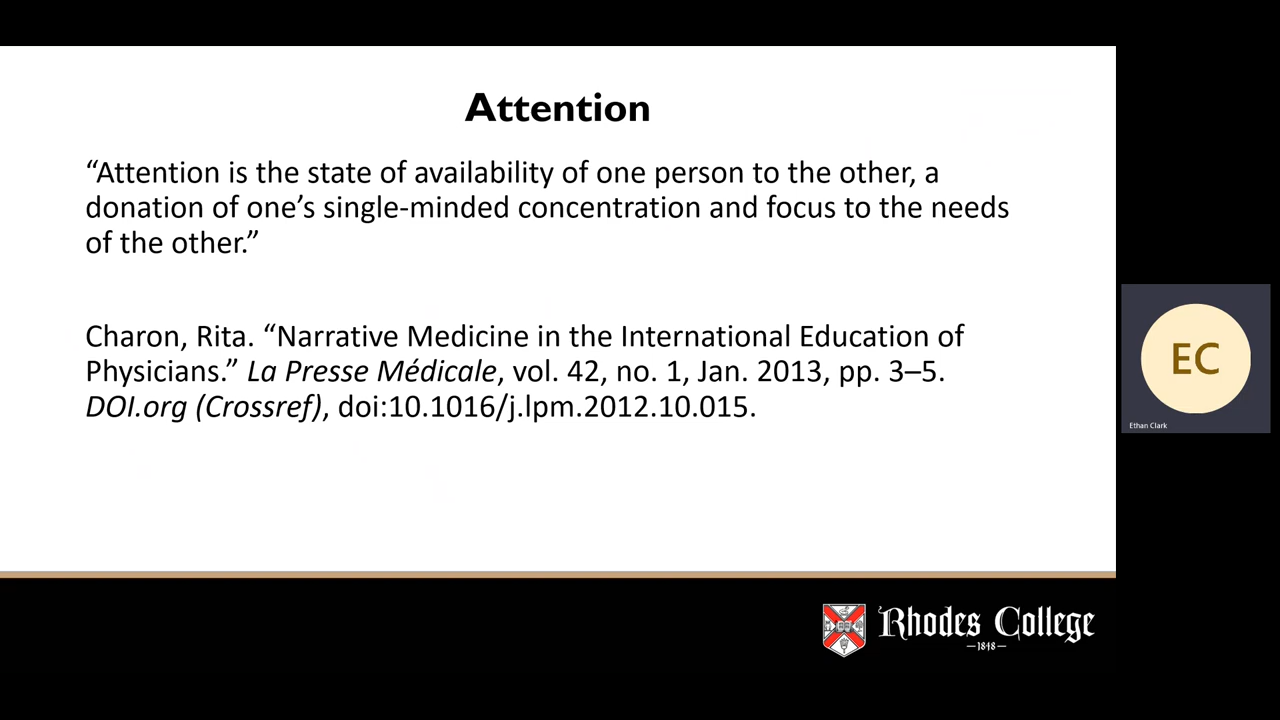 Attention
“Attention is the state of availability of one person to the other, a
donation of one’s single-minded concentration and focus to the needs
of the other.”
Charon, Rita. “Narrative Medicine in the International Education of
Physicians.” La Presse Médicale, vol. 42, no. 1, Jan. 2013, pp. 3–5.
DOI.org (Crossref), doi:10.1016/j.lpm.2012.10.015.
EC
Ethan Clark
Rhodes College
—1848—